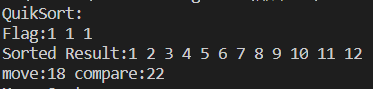 QuikSort:
Flag:1 1 1
Sorted Result:1 2 3 4 5 6 7 8 9 10 11 12
move:18 compare:22